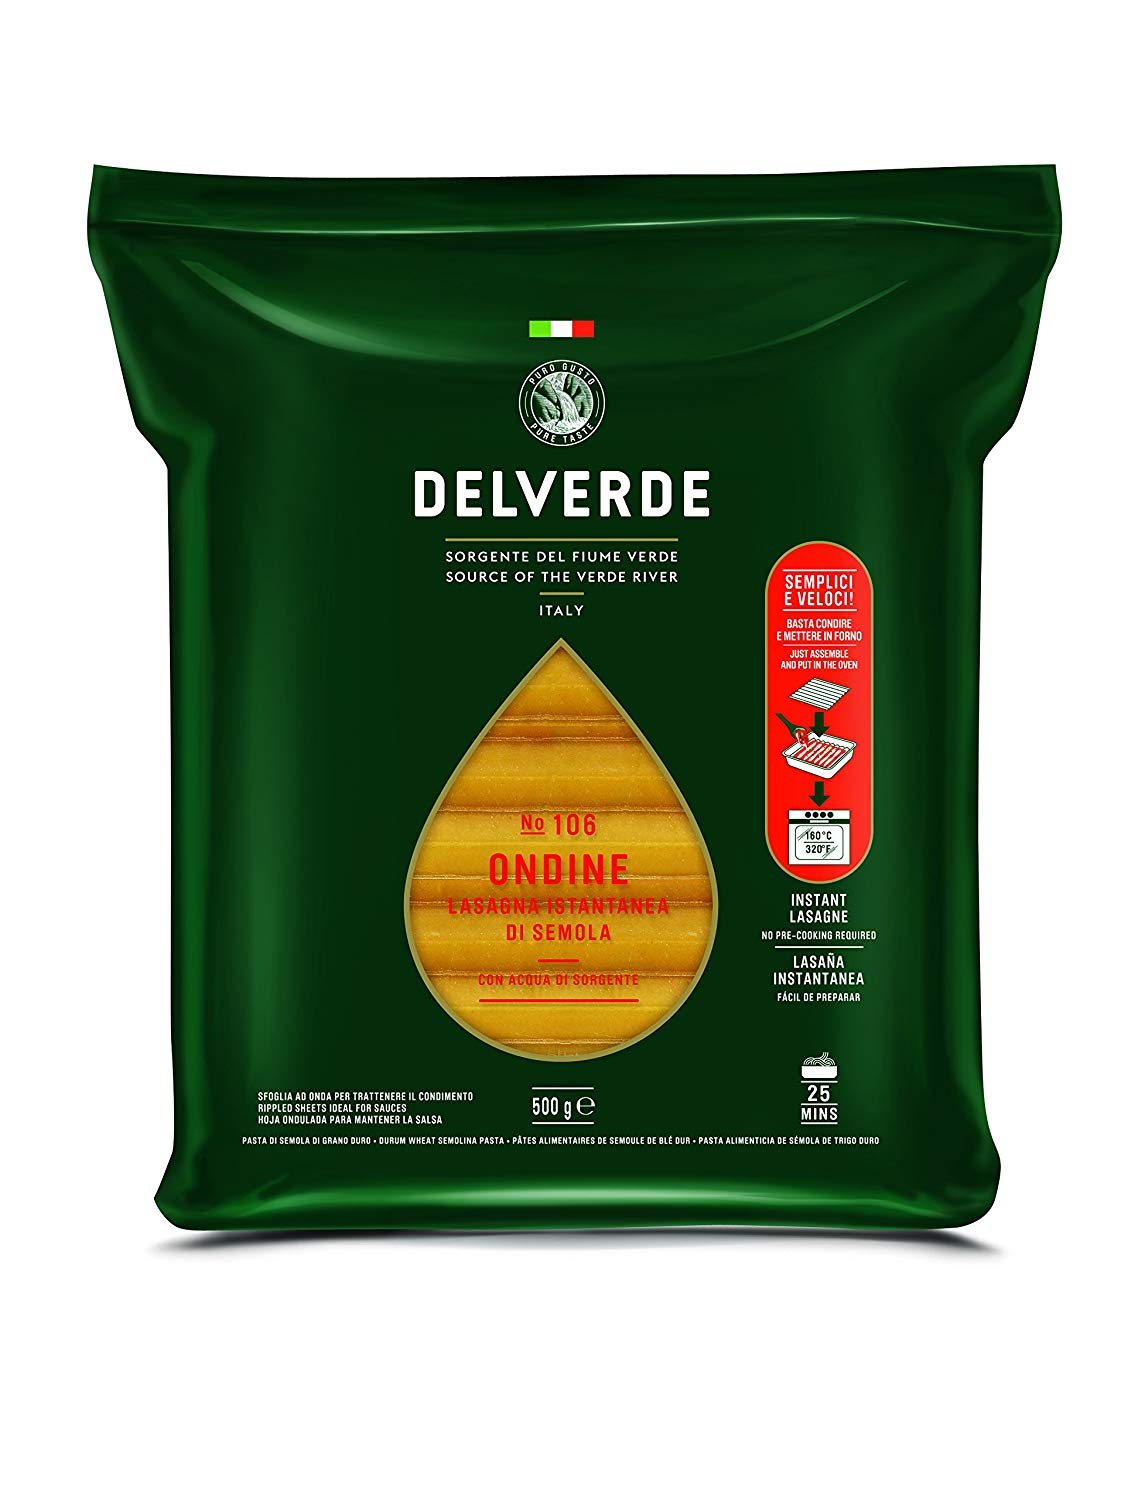 PURO GUSTO
PURE TASTE
DELVERDE
SORGENTE DEL FIUME VERDE
SOURCE OF THE VERDE RIVER
ITALY
SEMPLICI
E VELOCI!
BASTA CONDIRE
E METTERE IN FORNO
JUST ASSEMBLE
AND PUT IN THE OVEN
160°C
320°F
No 106
ONDINE
LASAGNA ISTANTANEA
DI SEMOLA
CON ACQUA DI SORGENTE
INSTANT
LASAGNE
NO PRE-COOKING REQUIRED
LASAÑA
INSTANTANEA
FÁCIL DE PREPARAR
25
MINS
SFOGLIA AD ONDA PER TRATTENERE IL CONDIMENTO
RIPPLED SHEETS IDEAL FOR SAUCES
HOJA ONDULADA PARA MANTENER LA SALSA
500 g e
PASTA DI SEMOLA DI GRANO DURO • DURUM WHEAT SEMOLINA PASTA • PÂTES ALIMENTAIRES DE SEMOULE DE BLÉ DUR • PASTA ALIMENTICIA DE SÉMOLA DE TRIGO DURO